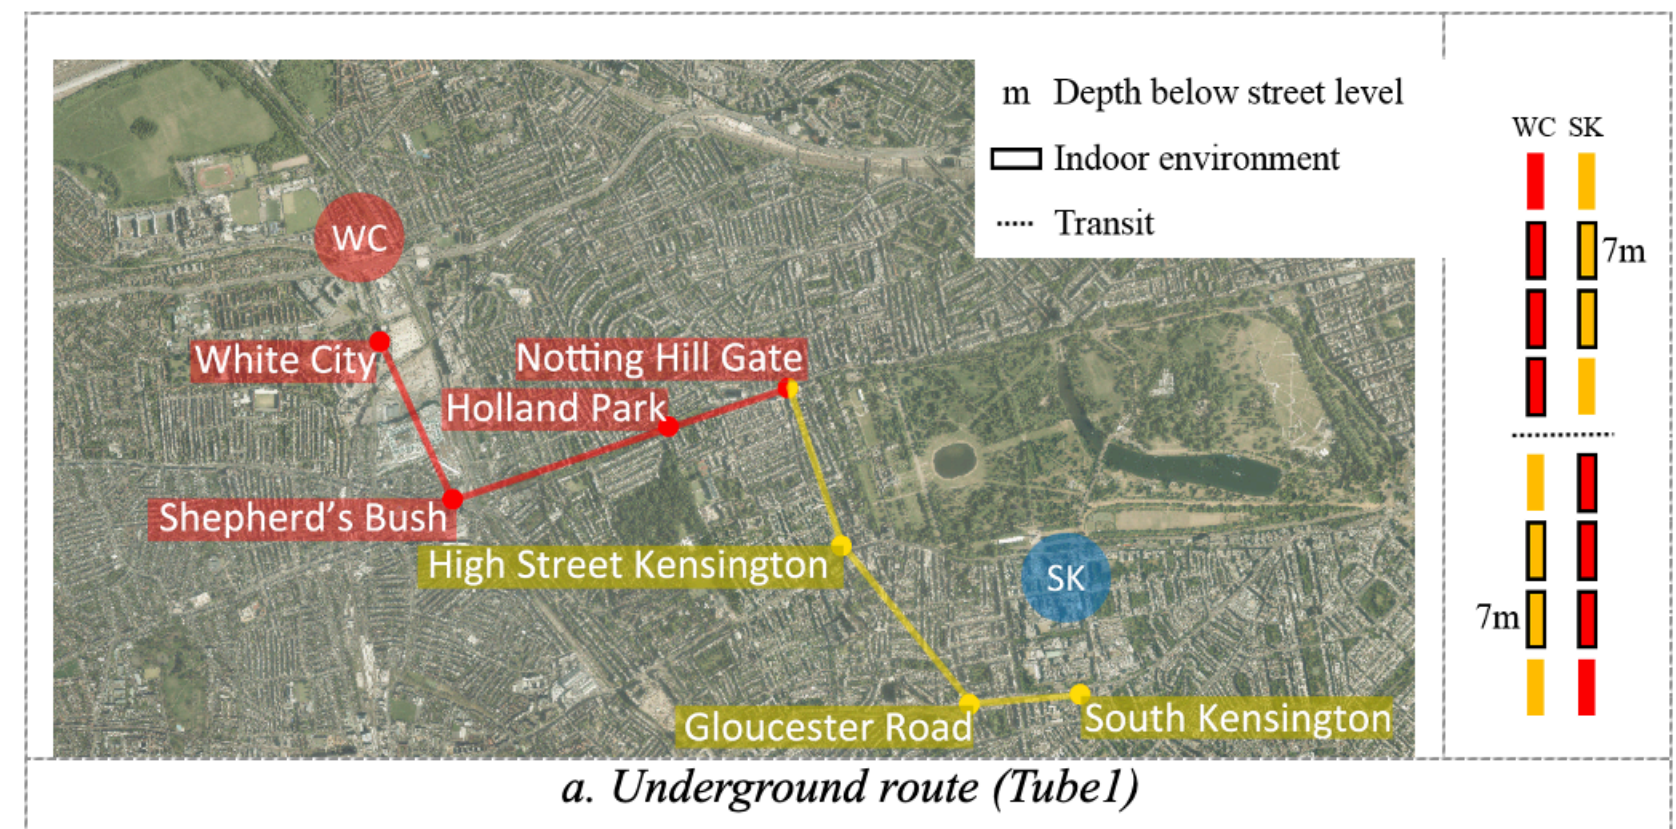 m Depth below street level
Indoor environment
Transit
WC SK
7m
7m
WC
White City
Notting Hill Gate
Holland Park
Shepherd's Bush
High Street Kensington
SK
Gloucester Road
South Kensington
a. Underground route (Tube1)